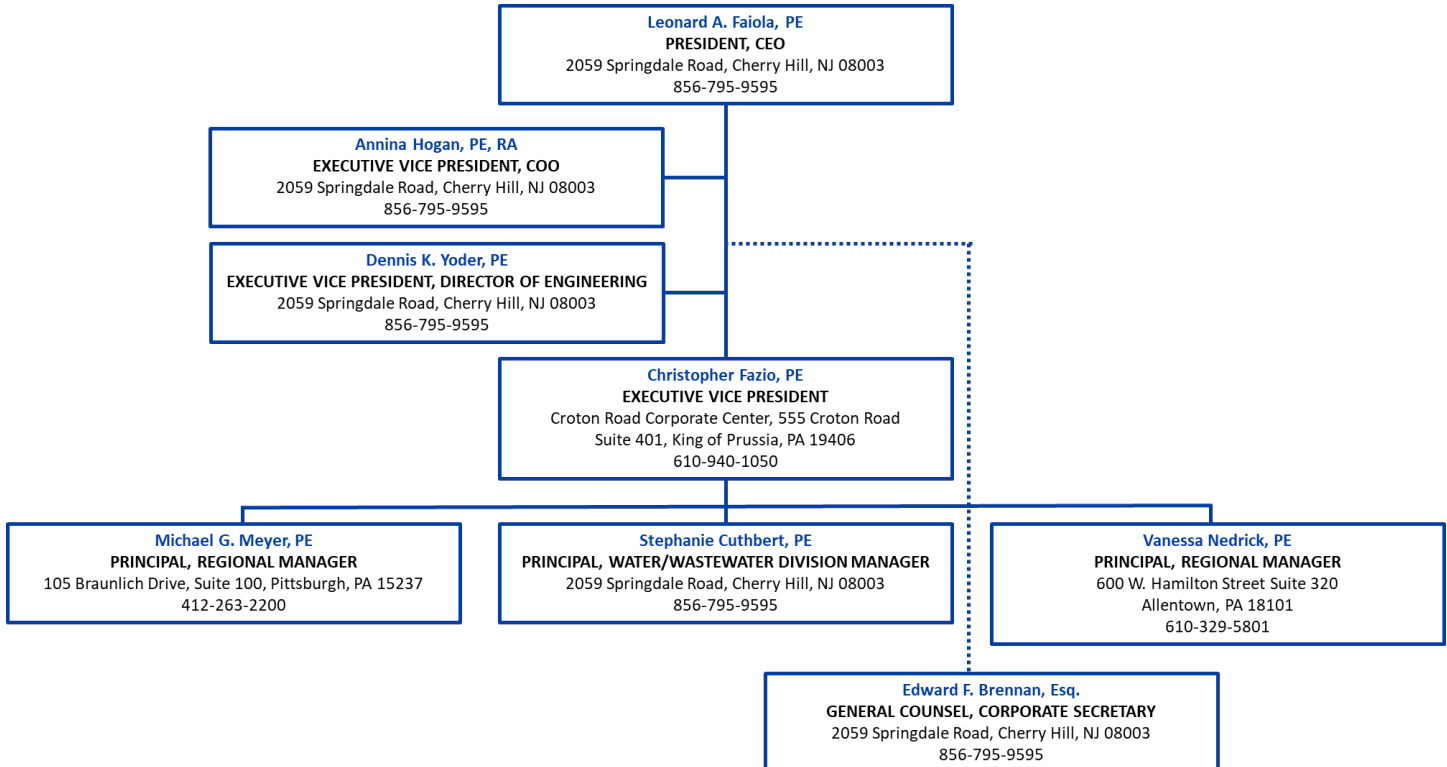 Leonard A. Faiola, PE
PRESIDENT, CEO
2059 Springdale Road, Cherry Hill, NJ 08003
856-795-9595
Annina Hogan, PE, RA
EXECUTIVE VICE PRESIDENT, COO
2059 Springdale Road, Cherry Hill, NJ 08003
856-795-9595
Dennis K. Yoder, PE
EXECUTIVE VICE PRESIDENT, DIRECTOR OF ENGINEERING
2059 Springdale Road, Cherry Hill, NJ 08003
856-795-9595
Christopher Fazio, PE
EXECUTIVE VICE PRESIDENT
Croton Road Corporate Center, 555 Croton Road
Suite 401, King of Prussia, PA 19406
610-940-1050
Michael G. Meyer, PE
PRINCIPAL, REGIONAL MANAGER
105 Braunlich Drive, Suite 100, Pittsburgh, PA 15237
412-263-2200
Stephanie Cuthbert, PE
PRINCIPAL, WATER/WASTEWATER DIVISION MANAGER
2059 Springdale Road, Cherry Hill, NJ 08003
856-795-9595
Vanessa Nedrick, PE
PRINCIPAL, REGIONAL MANAGER
600 W. Hamilton Street Suite 320
Allentown, PA 18101
610-329-5801
Edward F. Brennan, Esq.
GENERAL COUNSEL, CORPORATE SECRETARY
2059 Springdale Road, Cherry Hill, NJ 08003
856-795-9595